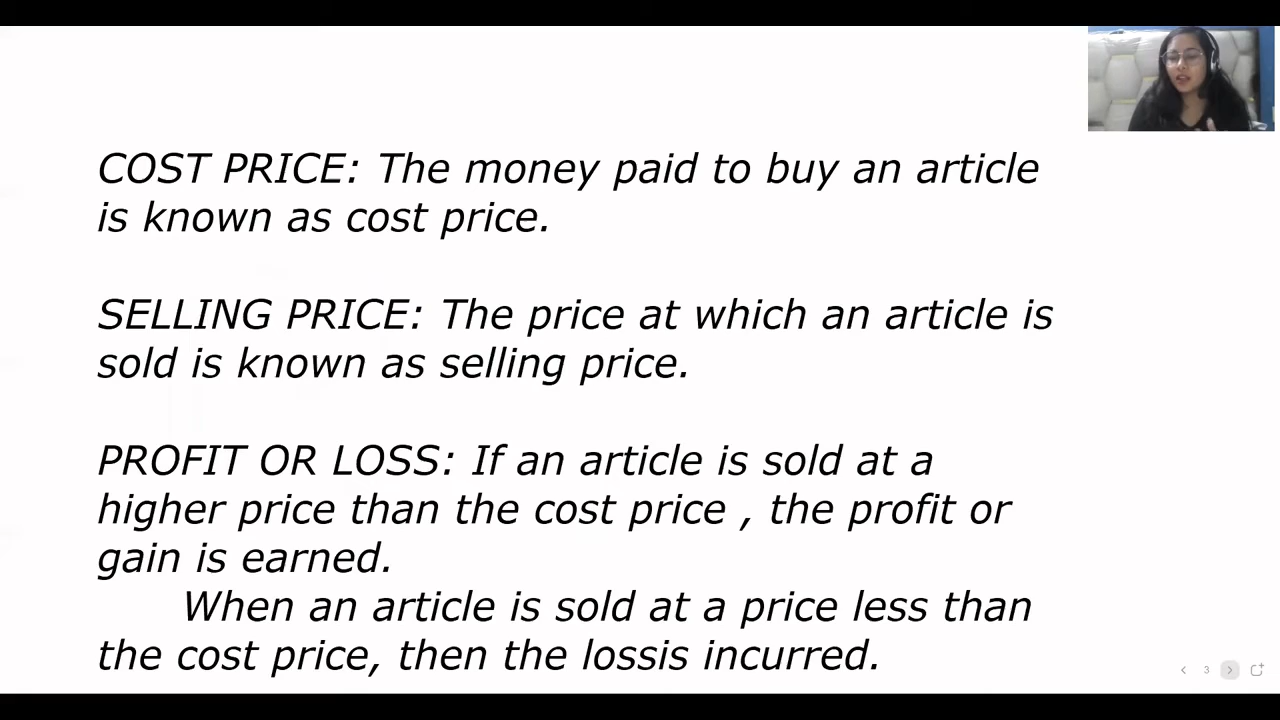 COST PRICE: The money paid to buy an article
is known as cost price.
SELLING PRICE: The price at which an article is
sold is known as selling price.
PROFIT OR LOSS: If an article is sold at a
higher price than the cost price , the profit or
gain is earned.
When an article is sold at a price less than
the cost price, then the lossis incurred.
3